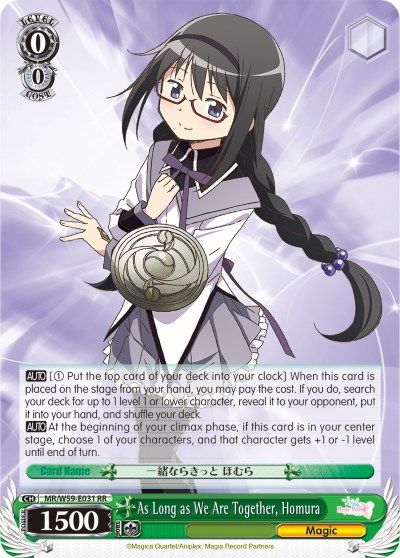 LEVEL
0
0
COST
AUTO [① Put the top card of your deck into your clock] When this card is
placed on the stage from your hand, you may pay the cost. If you do, search
your deck for up to 1 level 1 or lower character, reveal it to your opponent, put
it into your hand, and shuffle your deck.
AUTO At the beginning of your climax phase, if this card is in your center
stage, choose 1 of your characters, and that character gets +1 or -1 level
until end of turn.
Card Name 一緒ならきっと ほむら
CH MR/W59-E031 RR
As Long as We Are Together, Homura
POWER 1500
Magic
©Magica Quartet/Aniplex, Magia Record Partners